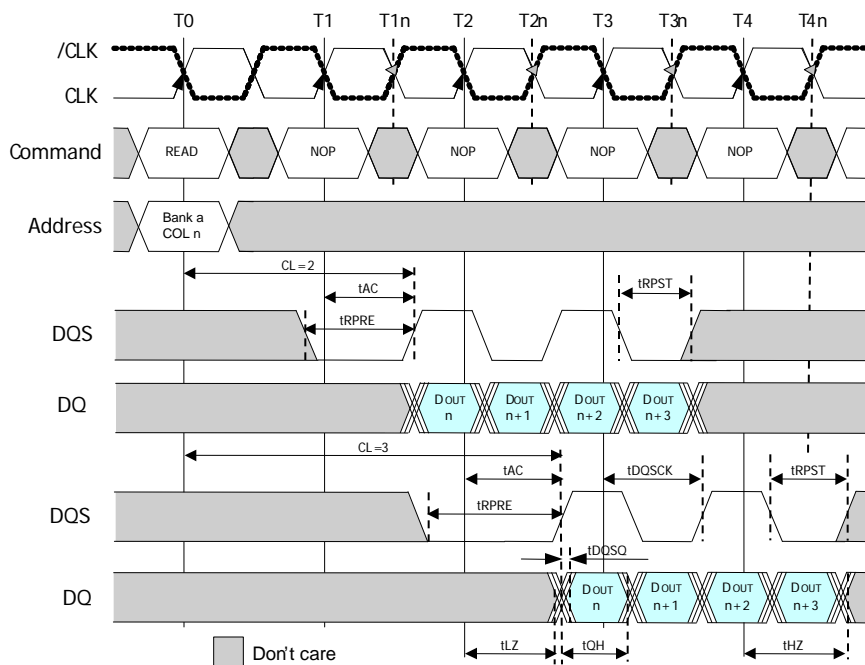 T0 T1 T1n T2 T2n T3 T3n T4 T4n
/CLK
CLK
Command READ NOP NOP NOP NOP
Address Bank a
COL n
CL=2
tAC tRPST
tRPRE
DQS
DQ DOUT n DOUT n+1 DOUT n+2 DOUT n+3
CL=3
tAC tDQSCK tRPST
tRPRE
DQS
tDQSQ
DQ DOUT n DOUT n+1 DOUT n+2 DOUT n+3
tLZ tQH tHZ
Don't care